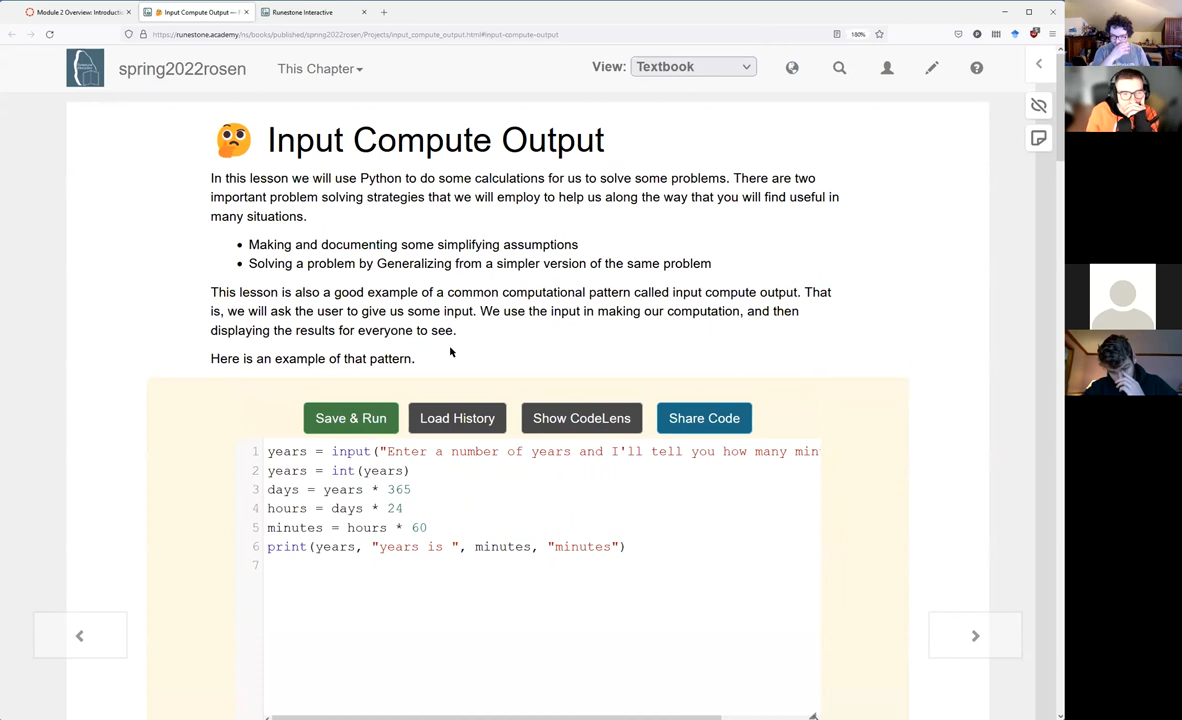 Module 2 Overview: Introducti
Input Compute Output —
Runestone Interactive
https://runestone.academy/ns/books/published/spring2022rosen/Projects/input_compute_output.html#input-compute-output
180%
spring2022rosen
This Chapter
View:
Textbook
🤔 Input Compute Output
In this lesson we will use Python to do some calculations for us to solve some problems. There are two
important problem solving strategies that we will employ to help us along the way that you will find useful in
many situations.
• Making and documenting some simplifying assumptions
• Solving a problem by Generalizing from a simpler version of the same problem
This lesson is also a good example of a common computational pattern called input compute output. That
is, we will ask the user to give us some input. We use the input in making our computation, and then
displaying the results for everyone to see.
Here is an example of that pattern.
Save & Run
Load History
Show CodeLens
Share Code
1 years = input("Enter a number of years and I'll tell you how many min
2 years = int(years)
3 days = years * 365
4 hours = days * 24
5 minutes = hours * 60
6 print(years, "years is ", minutes, "minutes")
7